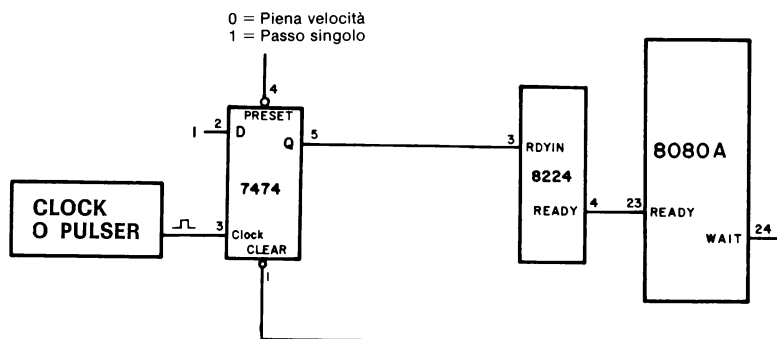 0 = Piena velocità
1 = Passo singolo
4
PRESET
2
1
D
Q
5
7474
CLOCK
O PULSER
3
Clock
CLEAR
1
3
RDYIN
8224
READY
4
23
8080A
READY
WAIT
24